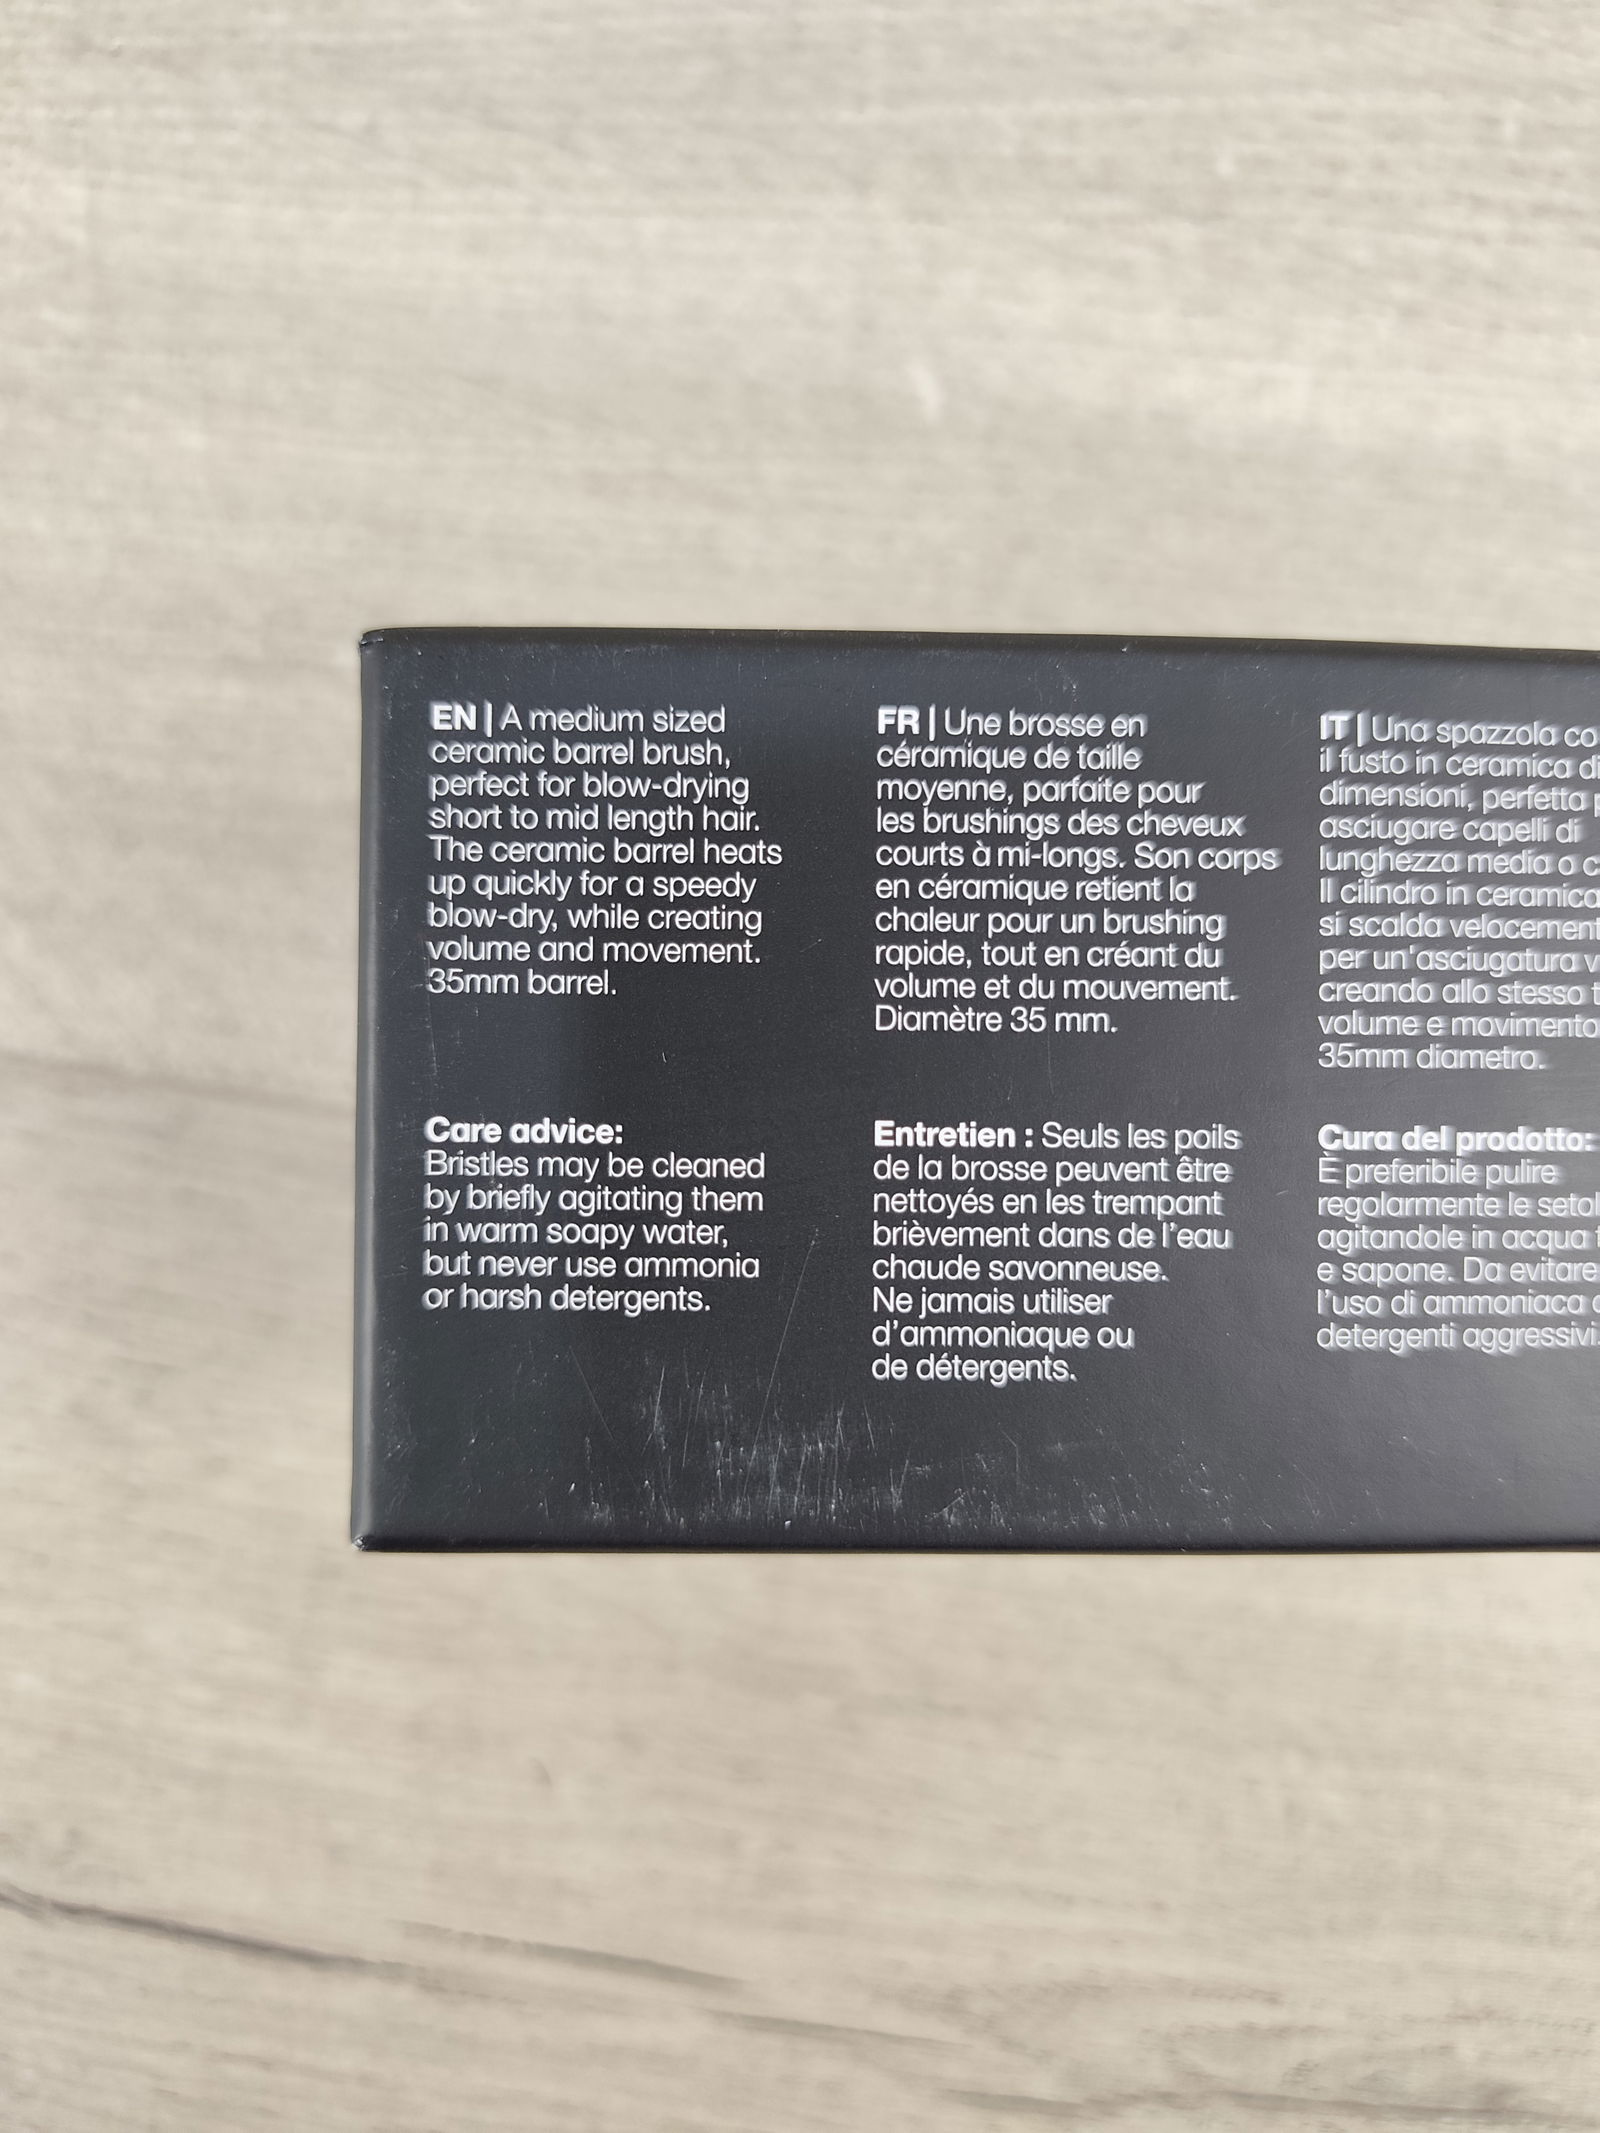 EN | A medium sized
ceramic barrel brush,
perfect for blow-drying
short to mid length hair.
The ceramic barrel heats
up quickly for a speedy
blow-dry, while creating
volume and movement.
35mm barrel.
Care advice:
Bristles may be cleaned
by briefly agitating them
in warm soapy water,
but never use ammonia
or harsh detergents.
FR | Une brosse en
céramique de taille
moyenne, parfaite pour
les brushings des cheveux
courts à mi-longs. Son corps
en céramique retient la
chaleur pour un brushing
rapide, tout en créant du
volume et du mouvement.
Diamètre 35 mm.
Entretien : Seuls les poils
de la brosse peuvent être
nettoyés en les trempant
brièvement dans de l'eau
chaude savonneuse.
Ne jamais utiliser
d'ammoniaque ou
de détergents.
IT | Una spazzola
il fusto in ceramica
dimensioni, perfetta
asciugare capelli di
lunghezza media o
Il cilindro in ceramica
si scalda
per un'asciugatura
creando allo stesso
volume e movimento
35mm diametro.
Cura del prodotto:
È preferibile pulire
regolarmente le
agitandole in acqua
e sapone. Da evitare
l'uso di ammoniaca
detergenti aggressivi.